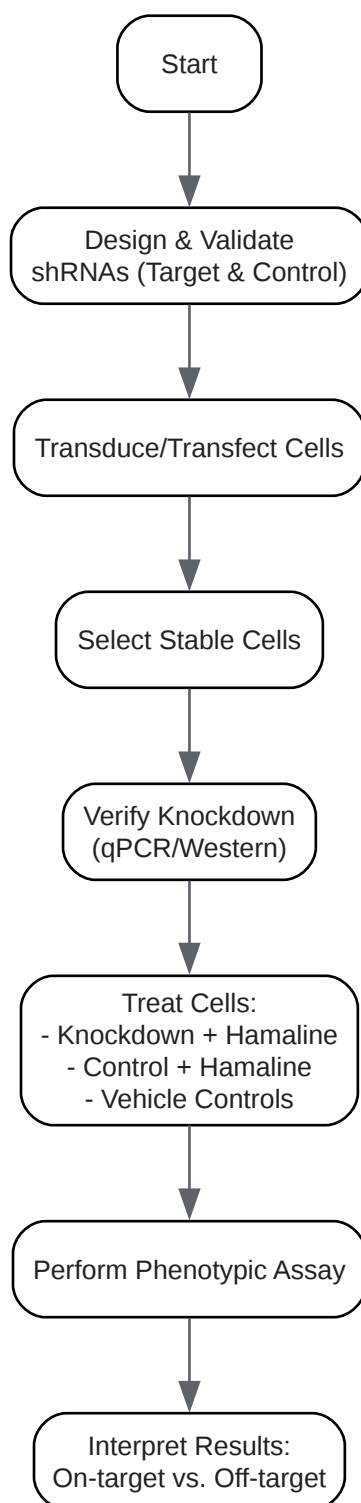 Start
Design & Validate
shRNAs (Target & Control)
Transduce/Transfect Cells
Select Stable Cells
Verify Knockdown
(qPCR/Western)
Treat Cells:
- Knockdown + Hamaline
- Control + Hamaline
- Vehicle Controls
Perform Phenotypic Assay
Interpret Results:
On-target vs. Off-target